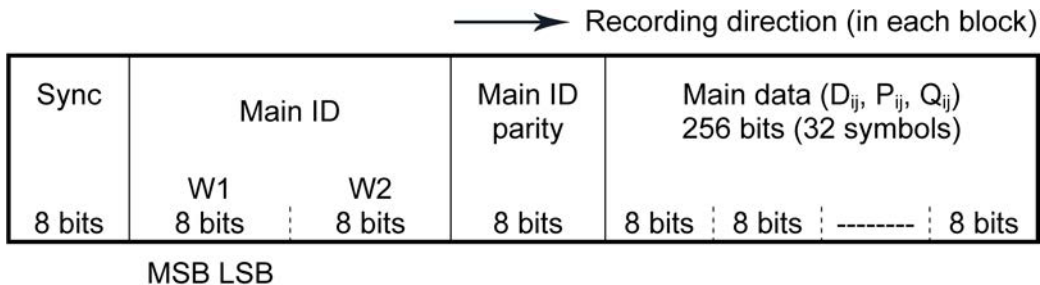 Recording direction (in each block)
Sync
Main ID
W1
W2
Main ID
parity
Main data (Dij, Pij, Qij)
256 bits (32 symbols)
8 bits
8 bits
8 bits
8 bits
8 bits
8 bits
--------
8 bits
MSB LSB